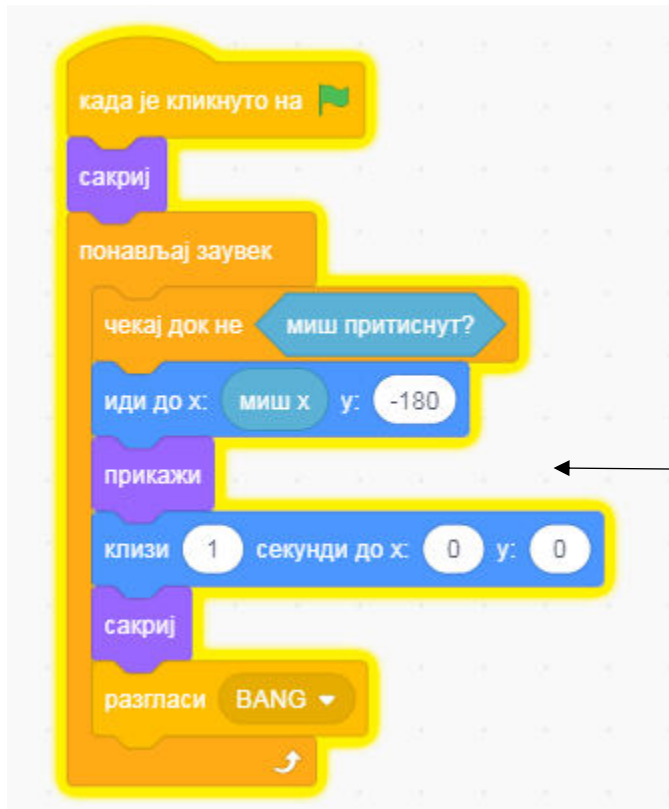 када је кликнуто на
сакриј
понављај заувек
чекај док не миш притиснут?
иди до x: миш x y: -180
прикажи
клизи 1 секунди до x: 0 y: 0
сакриј
разгласи BANG